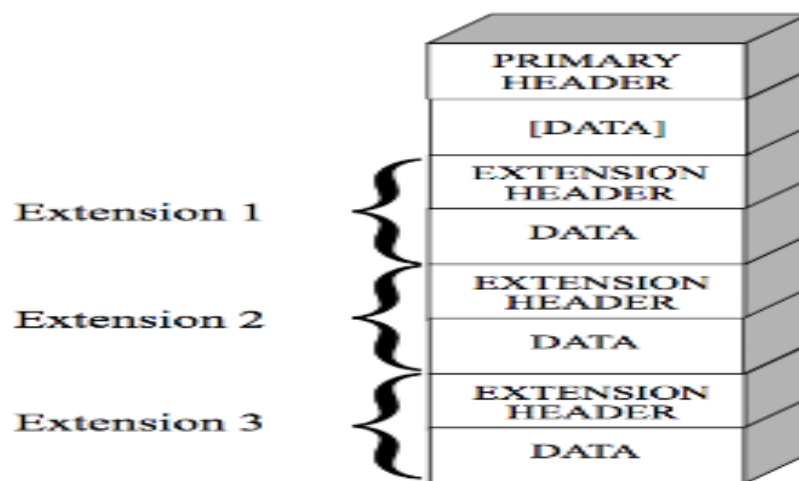 PRIMARY
HEADER
[DATA]
EXTENSION
HEADER
Extension 1
DATA
EXTENSION
HEADER
Extension 2
DATA
EXTENSION
HEADER
Extension 3
DATA